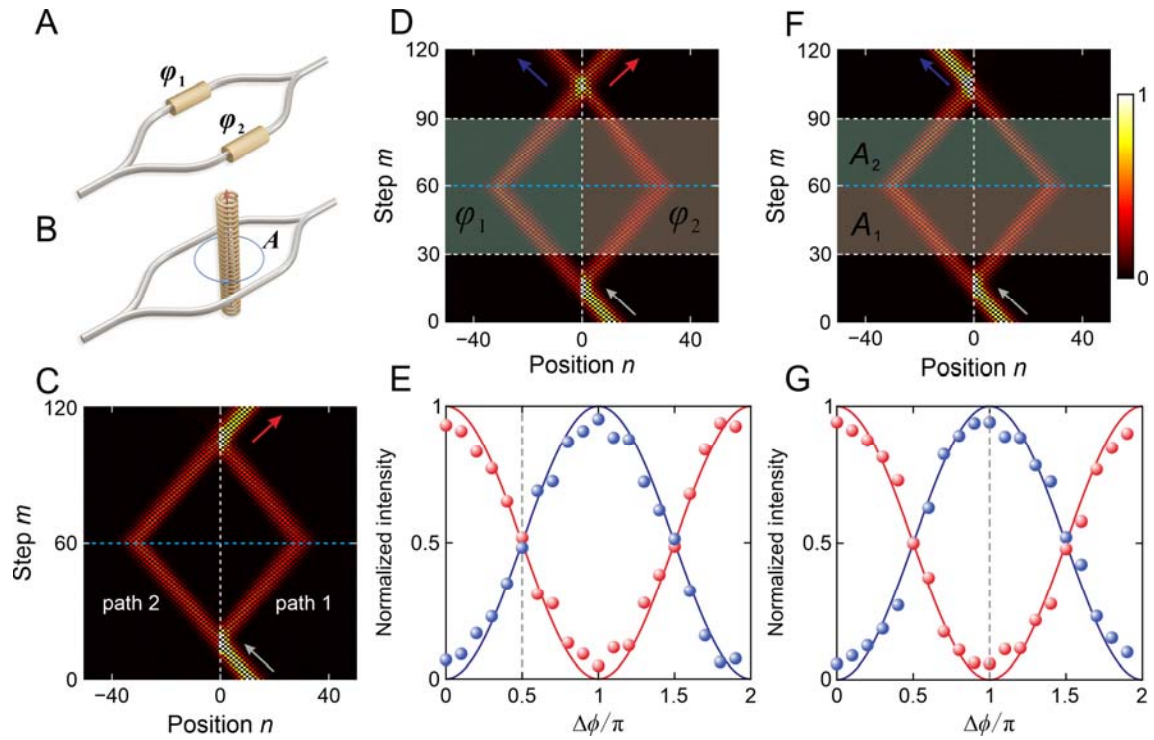 A
φ₁
φ₂
B
A
C
120
60
0
Step m
path 2
path 1
−40
0
40
Position n
D
120
90
60
30
0
Step m
φ₁
φ₂
−40
0
40
Position n
E
1
0.5
0
Normalized intensity
0
0.5
1
1.5
2
Δϕ/π
F
120
90
60
30
0
Step m
A₂
A₁
−40
0
40
Position n
1
0
G
1
0.5
0
Normalized intensity
0
0.5
1
1.5
2
Δϕ/π